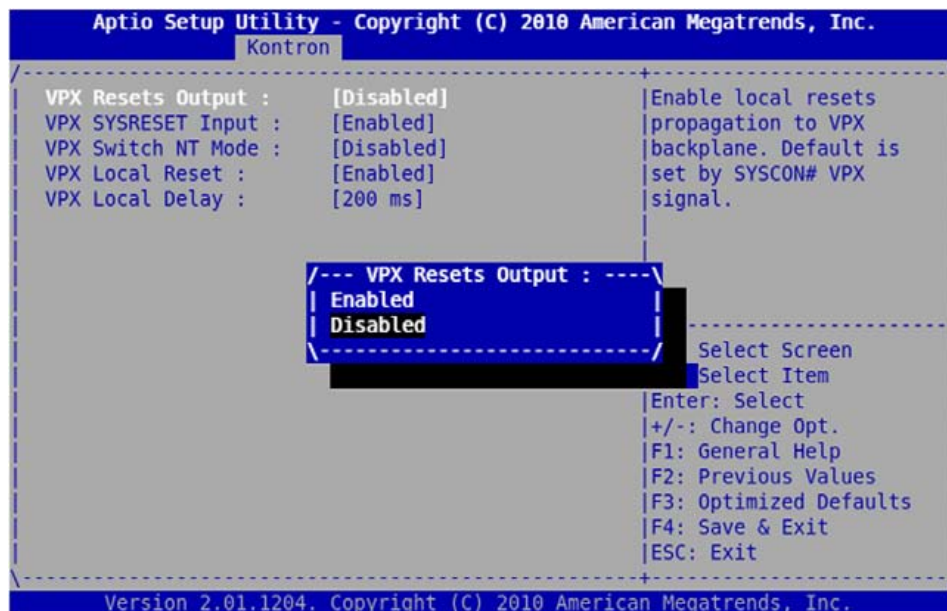 Aptio Setup Utility - Copyright (C) 2010 American Megatrends, Inc.
Kontron
VPX Resets Output : [Disabled]
VPX SYSRESET Input : [Enabled]
VPX Switch NT Mode : [Disabled]
VPX Local Reset : [Enabled]
VPX Local Delay : [200 ms]
Enable local resets
propagation to VPX
backplane. Default is
set by SYSCON# VPX
signal.
/--- VPX Resets Output : ----\
Enabled
Disabled
Select Screen
Select Item
Enter: Select
+/-: Change Opt.
F1: General Help
F2: Previous Values
F3: Optimized Defaults
F4: Save & Exit
ESC: Exit
Version 2.01.1204. Copyright (C) 2010 American Megatrends, Inc.